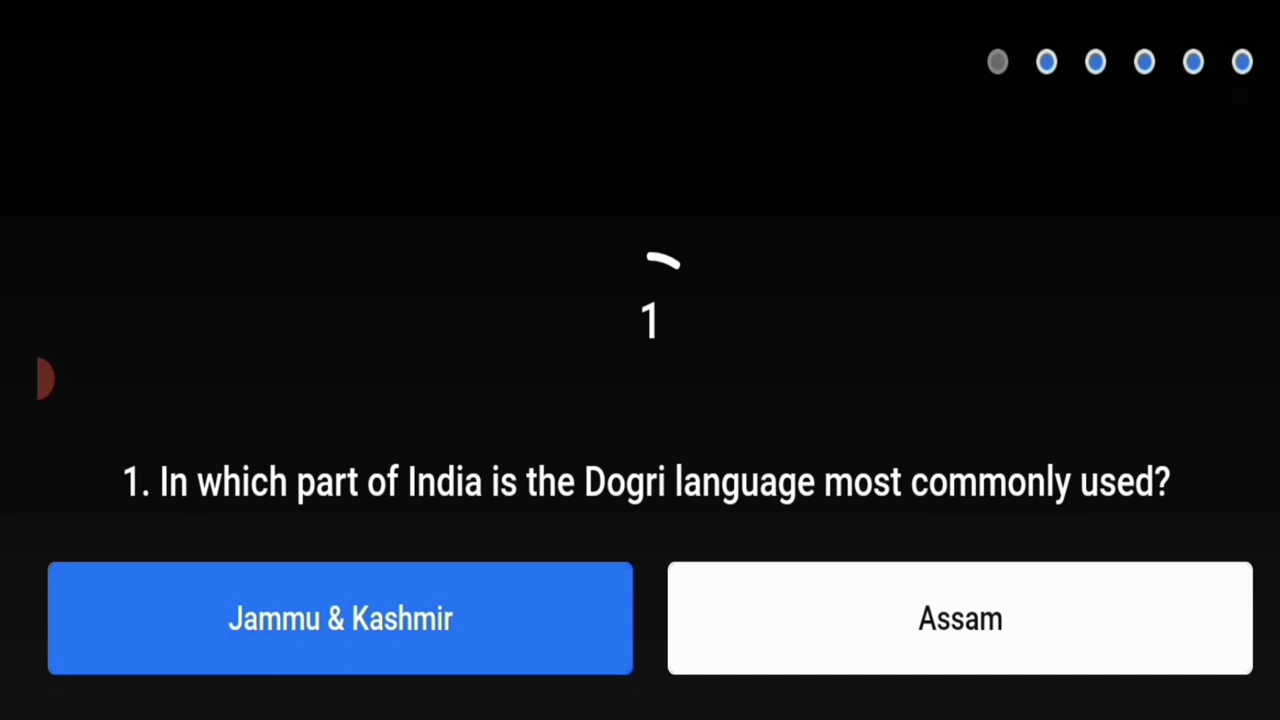 1
1. In which part of India is the Dogri language most commonly used?
Jammu & Kashmir
Assam